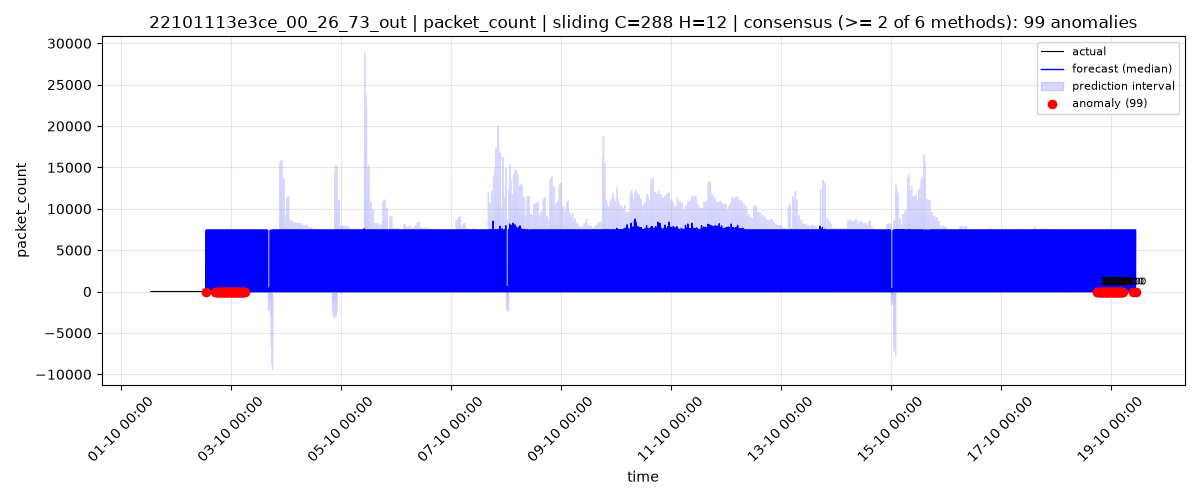 22101113e3ce_00_26_73_out | packet_count | sliding C=288 H=12 | consensus (>= 2 of 6 methods): 99 anomalies
actual
forecast (median)
prediction interval
anomaly (99)
packet_count
30000
25000
20000
15000
10000
5000
0
−5000
−10000
01-10 00:00
03-10 00:00
05-10 00:00
07-10 00:00
09-10 00:00
11-10 00:00
13-10 00:00
15-10 00:00
17-10 00:00
19-10 00:00
time